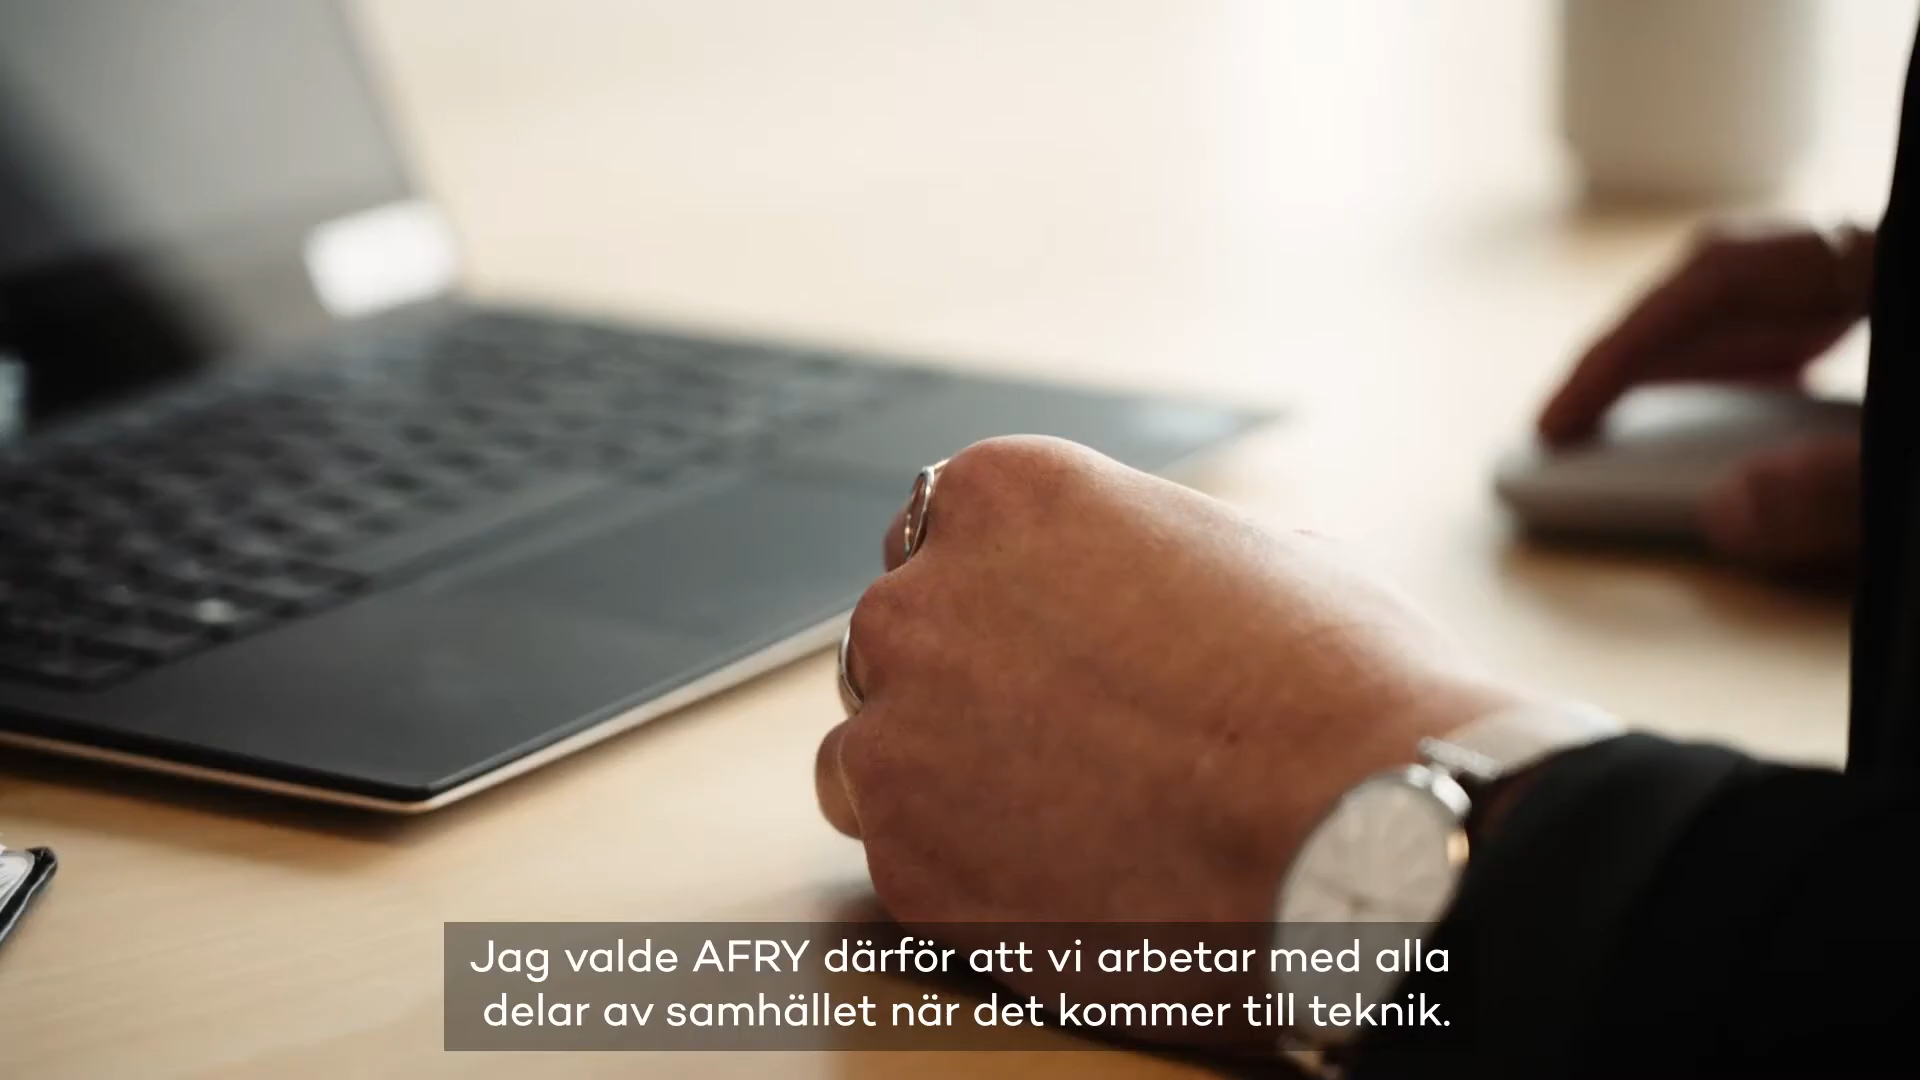 Jag valde AFRY därför att vi arbetar med alla
delar av samhället när det kommer till teknik.